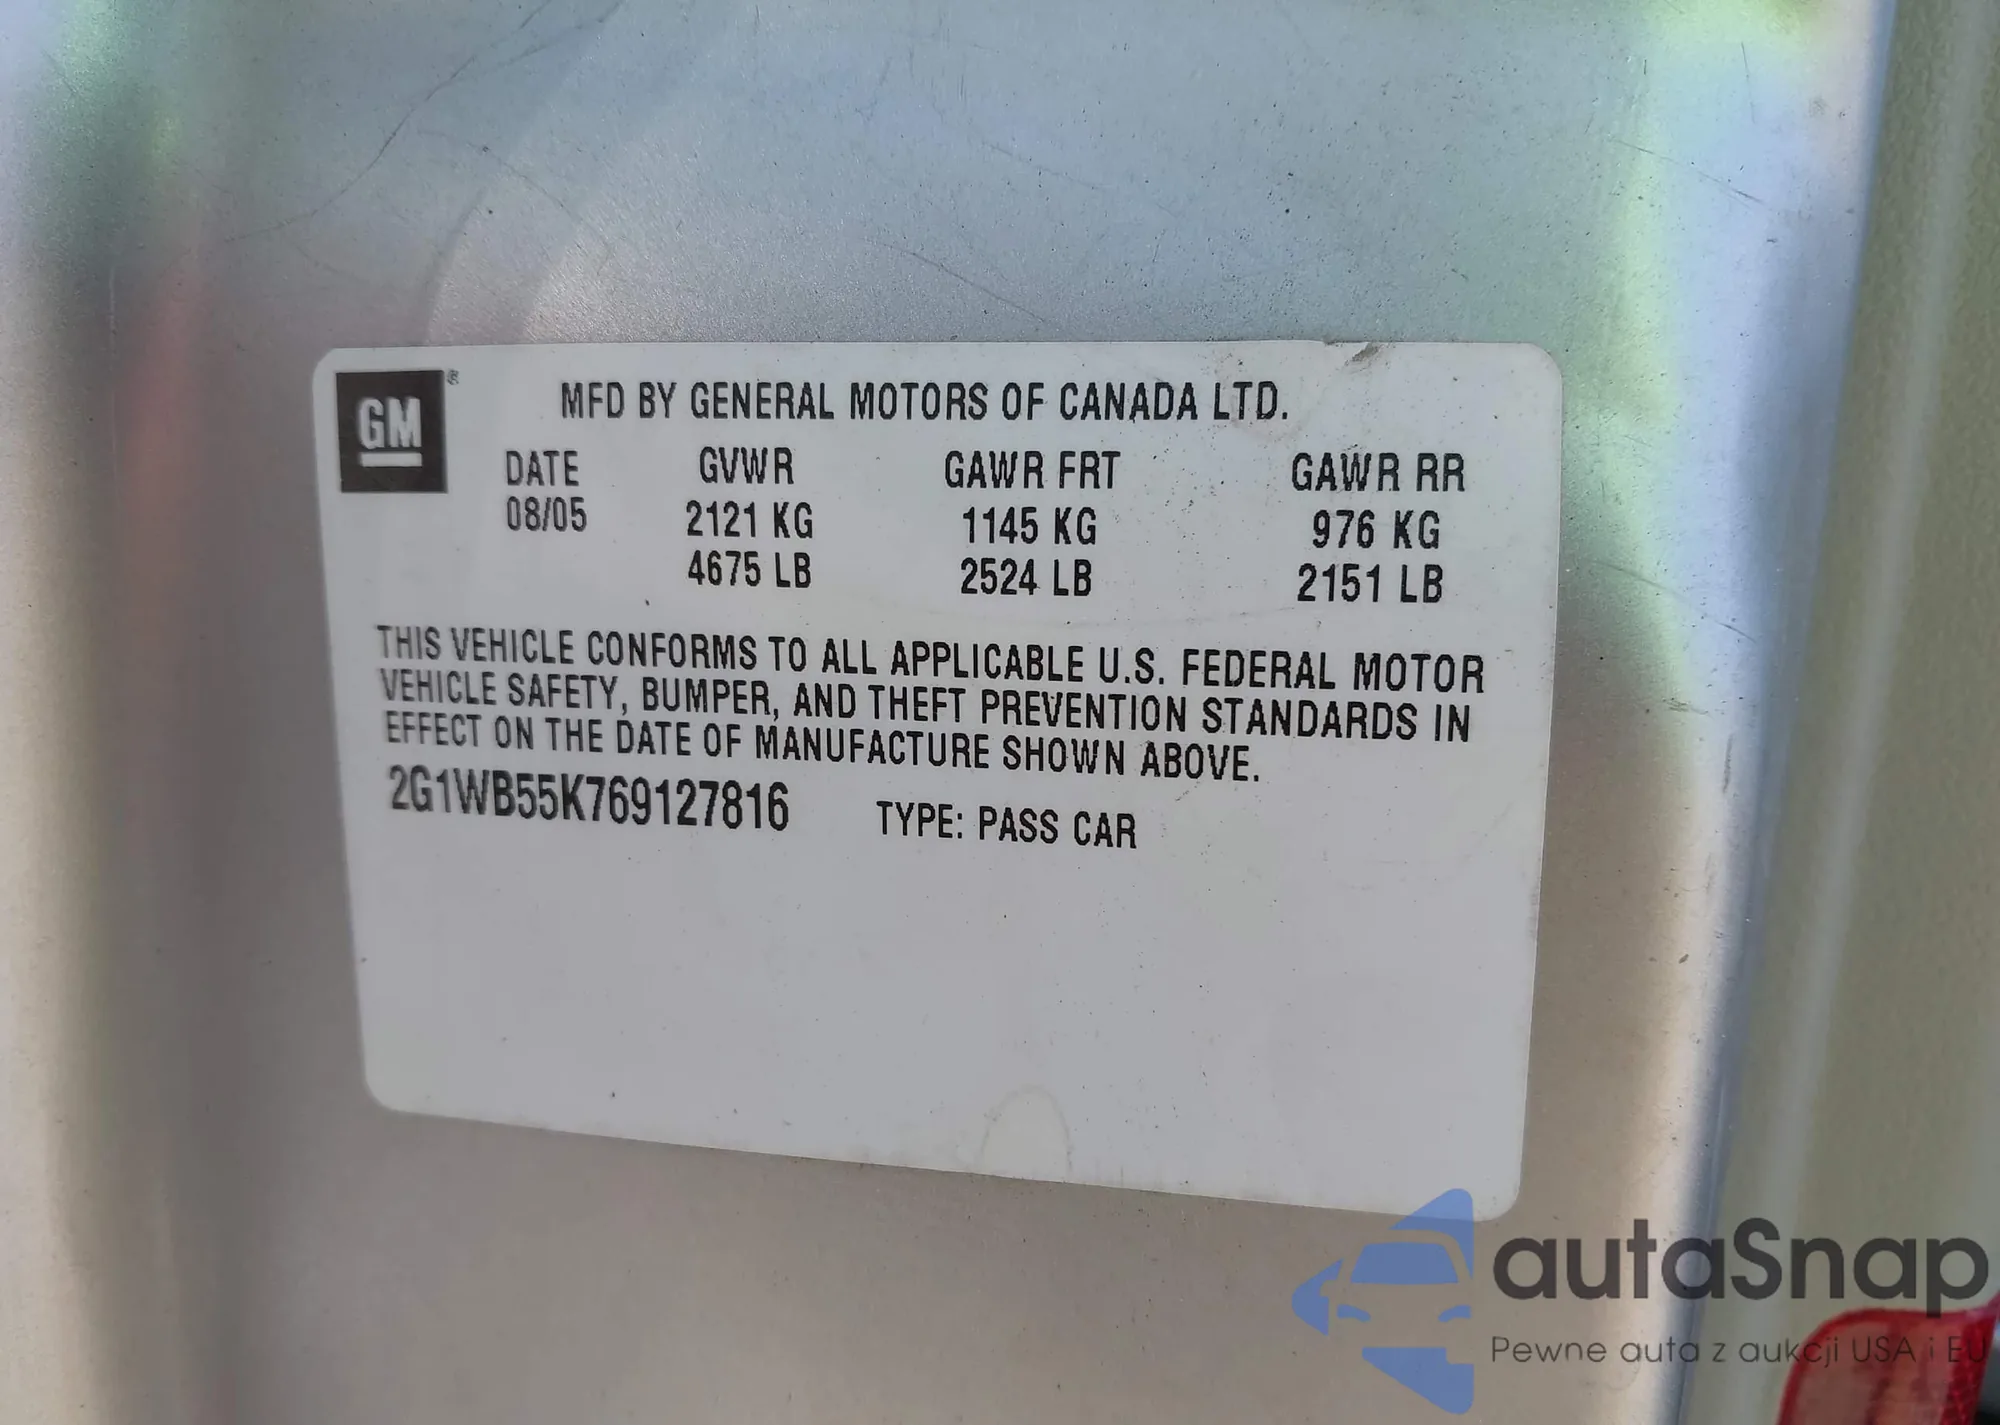 GM ®
MFD BY GENERAL MOTORS OF CANADA LTD.
DATE GVWR GAWR FRT GAWR RR
08/05 2121 KG 1145 KG 976 KG
4675 LB 2524 LB 2151 LB
THIS VEHICLE CONFORMS TO ALL APPLICABLE U.S. FEDERAL MOTOR
VEHICLE SAFETY, BUMPER, AND THEFT PREVENTION STANDARDS IN
EFFECT ON THE DATE OF MANUFACTURE SHOWN ABOVE.
2G1WB55K769127816 TYPE: PASS CAR
autaSnap
Pewne auta z aukcji USA i EU